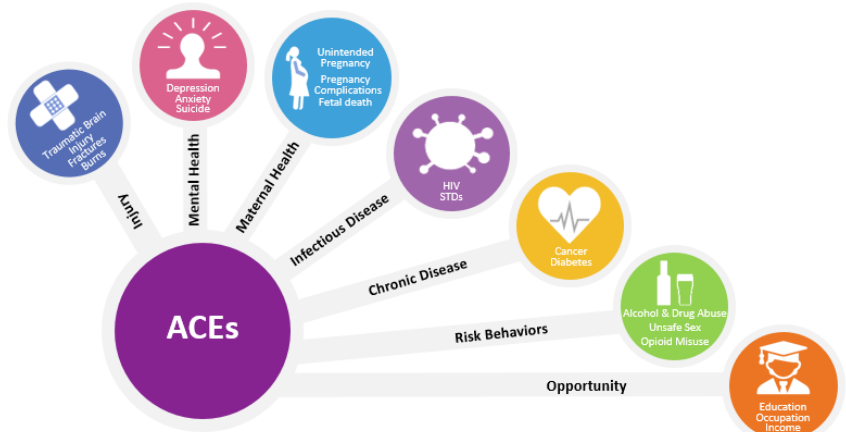 Traumatic Brain
Injury
Fractures
Burns
Injury
Depression
Anxiety
Suicide
Mental Health
Unintended
Pregnancy
Pregnancy
Complications
Fetal death
Maternal Health
HIV
STDs
Infectious Disease
Cancer
Diabetes
Chronic Disease
Alcohol & Drug Abuse
Unsafe Sex
Opioid Misuse
Risk Behaviors
Education
Occupation
Income
Opportunity
ACEs